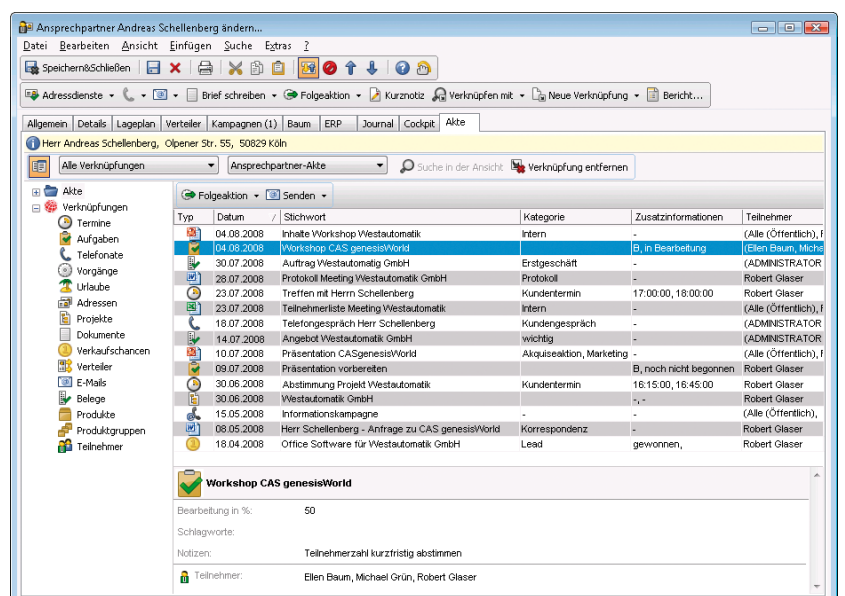 Ansprechpartner Andreas Schellenberg ändern...
Datei Bearbeiten Ansicht Einfügen Suche Extras ?
Speichern&Schließen
Adressdienste Brief schreiben Folgeaktion Kurznotiz Verknüpfen mit Neue Verknüpfung Bericht...
Allgemein Details Lageplan Verteiler Kampagnen (1) Baum ERP Journal Cockpit Akte
Herr Andreas Schellenberg, Olpener Str. 55, 50829 Köln
Alle Verknüpfungen Ansprechpartner-Akte Suche in der Ansicht Verknüpfung entfernen
Akte
Verknüpfungen
Termine
Aufgaben
Telefonate
Vorgänge
Urlaube
Adressen
Projekte
Dokumente
Verkaufschancen
Verteiler
E-Mails
Belege
Produkte
Produktgruppen
Teilnehmer
Folgeaktion Senden
Typ Datum / Stichwort Kategorie Zusatzinformationen Teilnehmer
04.08.2008 Inhalte Workshop Westautomatik Intern - (Alle (Öffentlich), F
04.08.2008 Workshop CAS genesisWorld B, in Bearbeitung (Ellen Baum, Micha
30.07.2008 Auftrag Westautomatig GmbH Erstgeschäft - (ADMINISTRATOR
28.07.2008 Protokoll Meeting Westautomatik GmbH Protokoll - Robert Glaser
23.07.2008 Treffen mit Herrn Schellenberg Kundentermin 17:00:00, 18:00:00 Robert Glaser
23.07.2008 Teilnehmerliste Meeting Westautomatik Intern - (Alle (Öffentlich), F
18.07.2008 Telefongespräch Herr Schellenberg Kundengespräch - (ADMINISTRATOR
14.07.2008 Angebot Westautomatik GmbH wichtig - (ADMINISTRATOR
10.07.2008 Präsentation CASgenesisWorld Akquiseaktion, Marketing - (Alle (Öffentlich), F
09.07.2008 Präsentation vorbereiten B, noch nicht begonnen Robert Glaser
30.06.2008 Abstimmung Projekt Westautomatik Kundentermin 16:15:00, 16:45:00 Robert Glaser
30.06.2008 Westautomatik GmbH -, - Robert Glaser
15.05.2008 Informationskampagne - - (Alle (Öffentlich),
08.05.2008 Herr Schellenberg - Anfrage zu CAS genesisWorld Korrespondenz - Robert Glaser
18.04.2008 Office Software für Westautomatik GmbH Lead gewonnen, Robert Glaser
Workshop CAS genesisWorld
Bearbeitung in %: 50
Schlagworte:
Notizen: Teilnehmerzahl kurzfristig abstimmen
Teilnehmer: Ellen Baum, Michael Grün, Robert Glaser